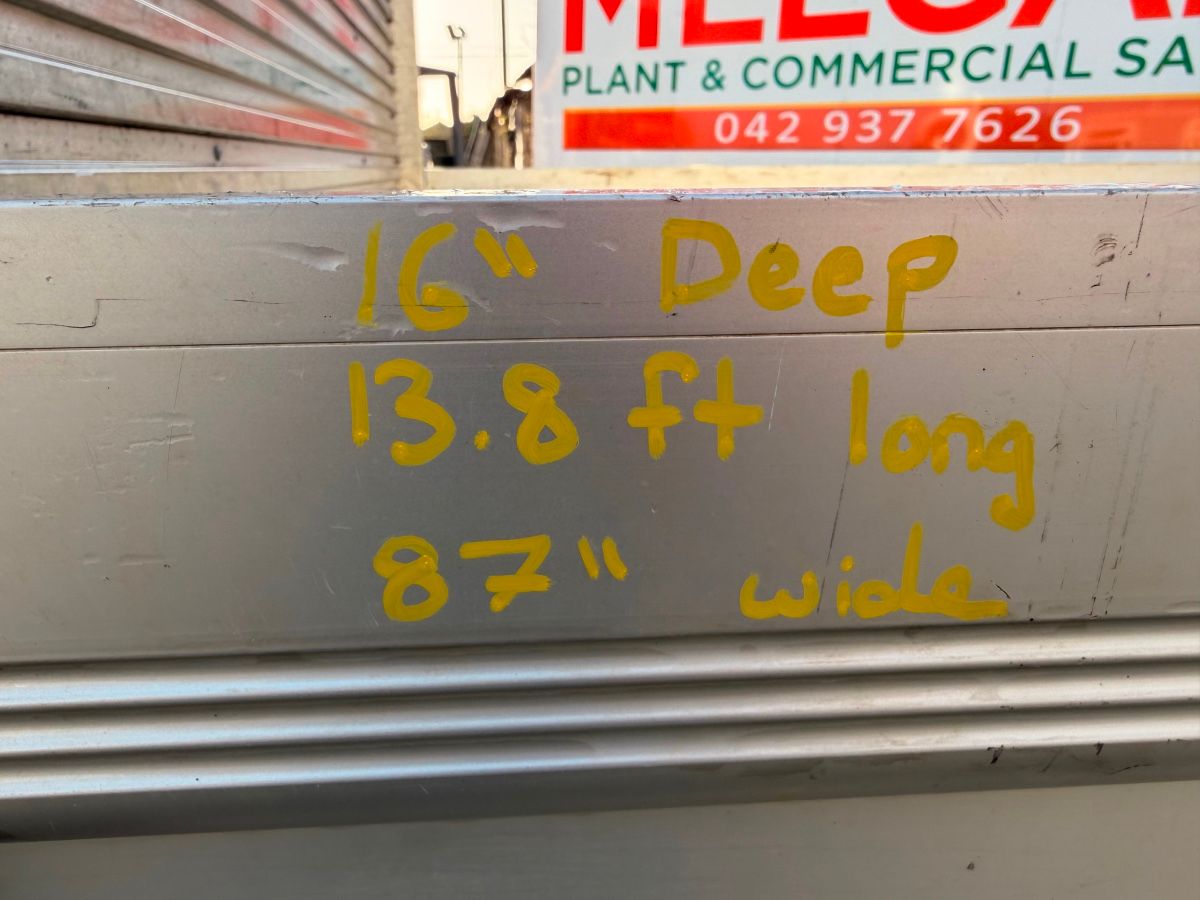 PLANT & COMMERCIAL SA
042 937 7626
16" Deep
13.8 ft long
87" wide